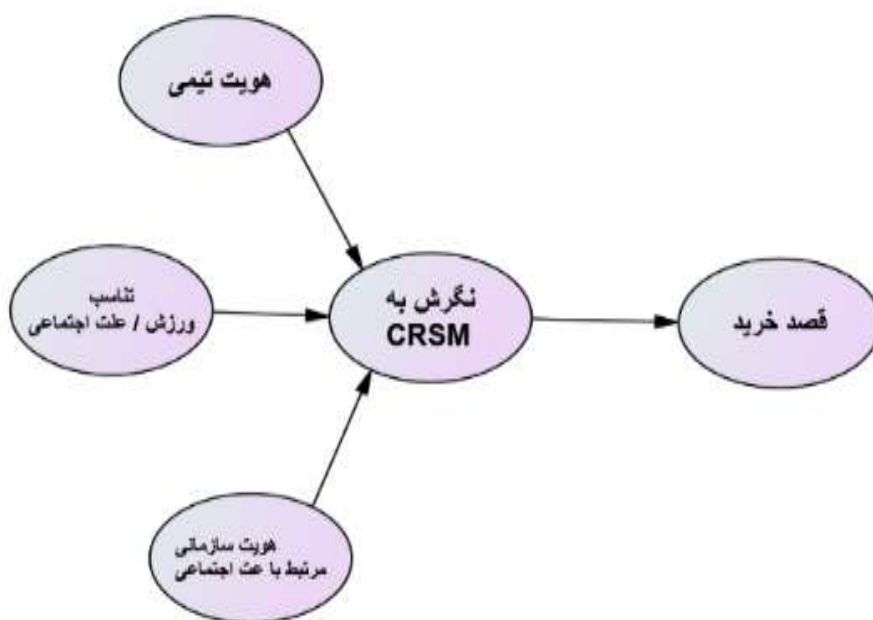 هویت تیمی
تناسب
ورزش / علت اجتماعی
نگرش به
CRSM
قصد خرید
هویت سازمانی
مرتبط با عت اجتماعی